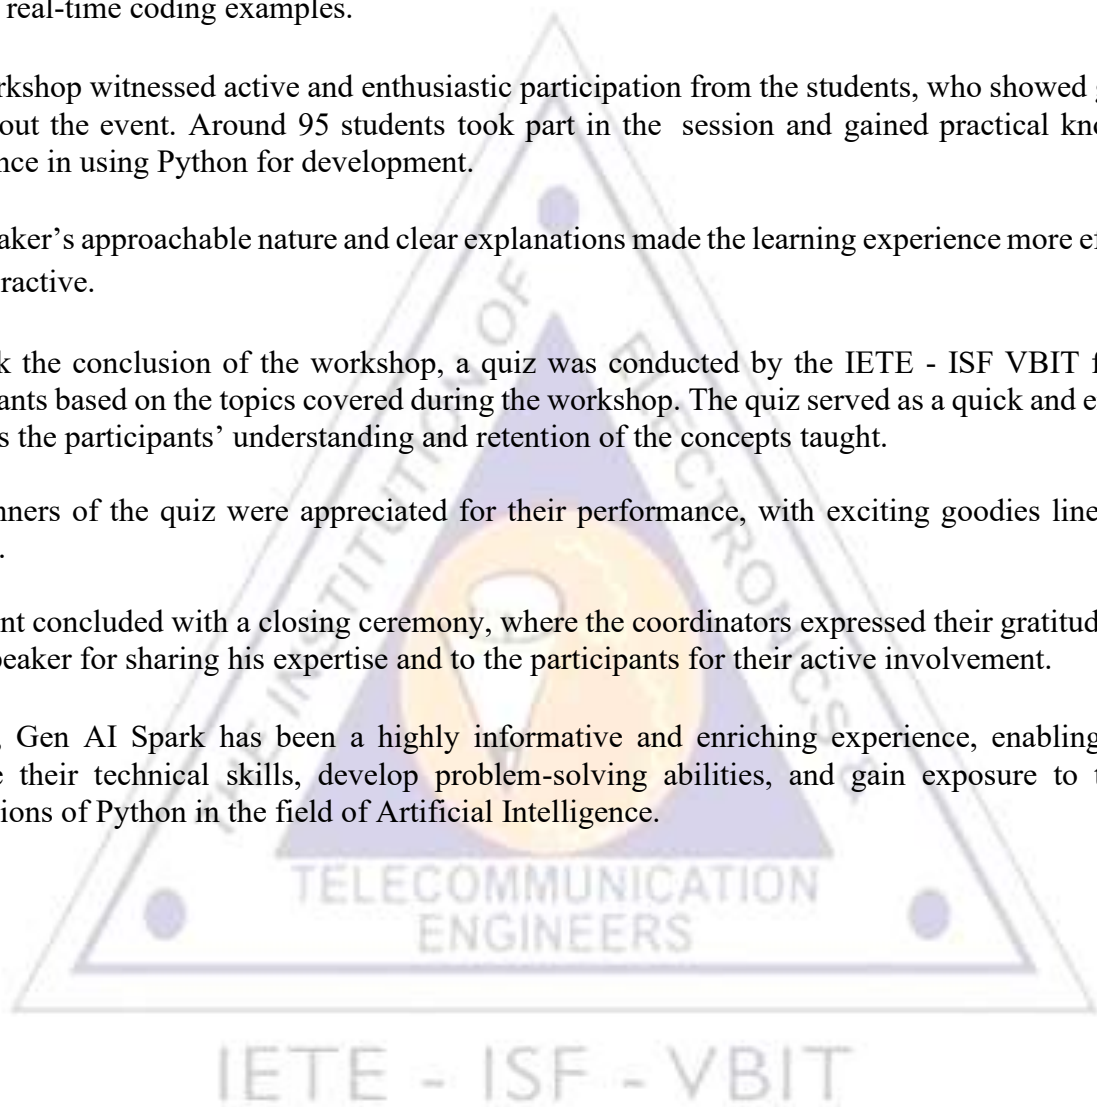 real-time coding examples.
rkshop witnessed active and enthusiastic participation from the students, who showed
out the event. Around 95 students took part in the session and gained practical kno
nce in using Python for development.
aker's approachable nature and clear explanations made the learning experience more ef
ractive.
k the conclusion of the workshop, a quiz was conducted by the IETE - ISF VBIT f
ants based on the topics covered during the workshop. The quiz served as a quick and e
s the participants' understanding and retention of the concepts taught.
nners of the quiz were appreciated for their performance, with exciting goodies line
.
nt concluded with a closing ceremony, where the coordinators expressed their gratitud
peaker for sharing his expertise and to the participants for their active involvement.
, Gen AI Spark has been a highly informative and enriching experience, enabling
e their technical skills, develop problem-solving abilities, and gain exposure to t
ions of Python in the field of Artificial Intelligence.
THE INSTITUTION OF
ELECTRONICS &
TELECOMMUNICATION
ENGINEERS
IETE - ISF - VBIT